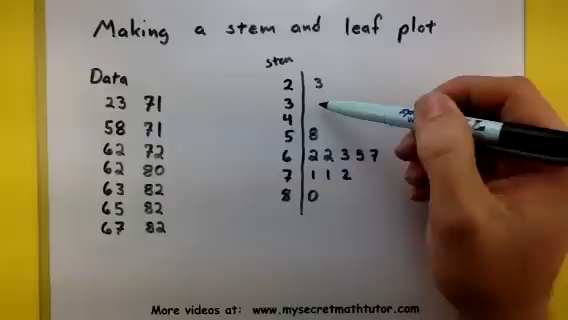 Making a stem and leaf plot
Data
23 71
58 71
62 72
62 80
63 82
65 82
67 82
stem
2 3
3
4
5 8
6 2 2 3 5 7
7 1 1 2
8 0
More videos at: www.mysecretmathtutor.com